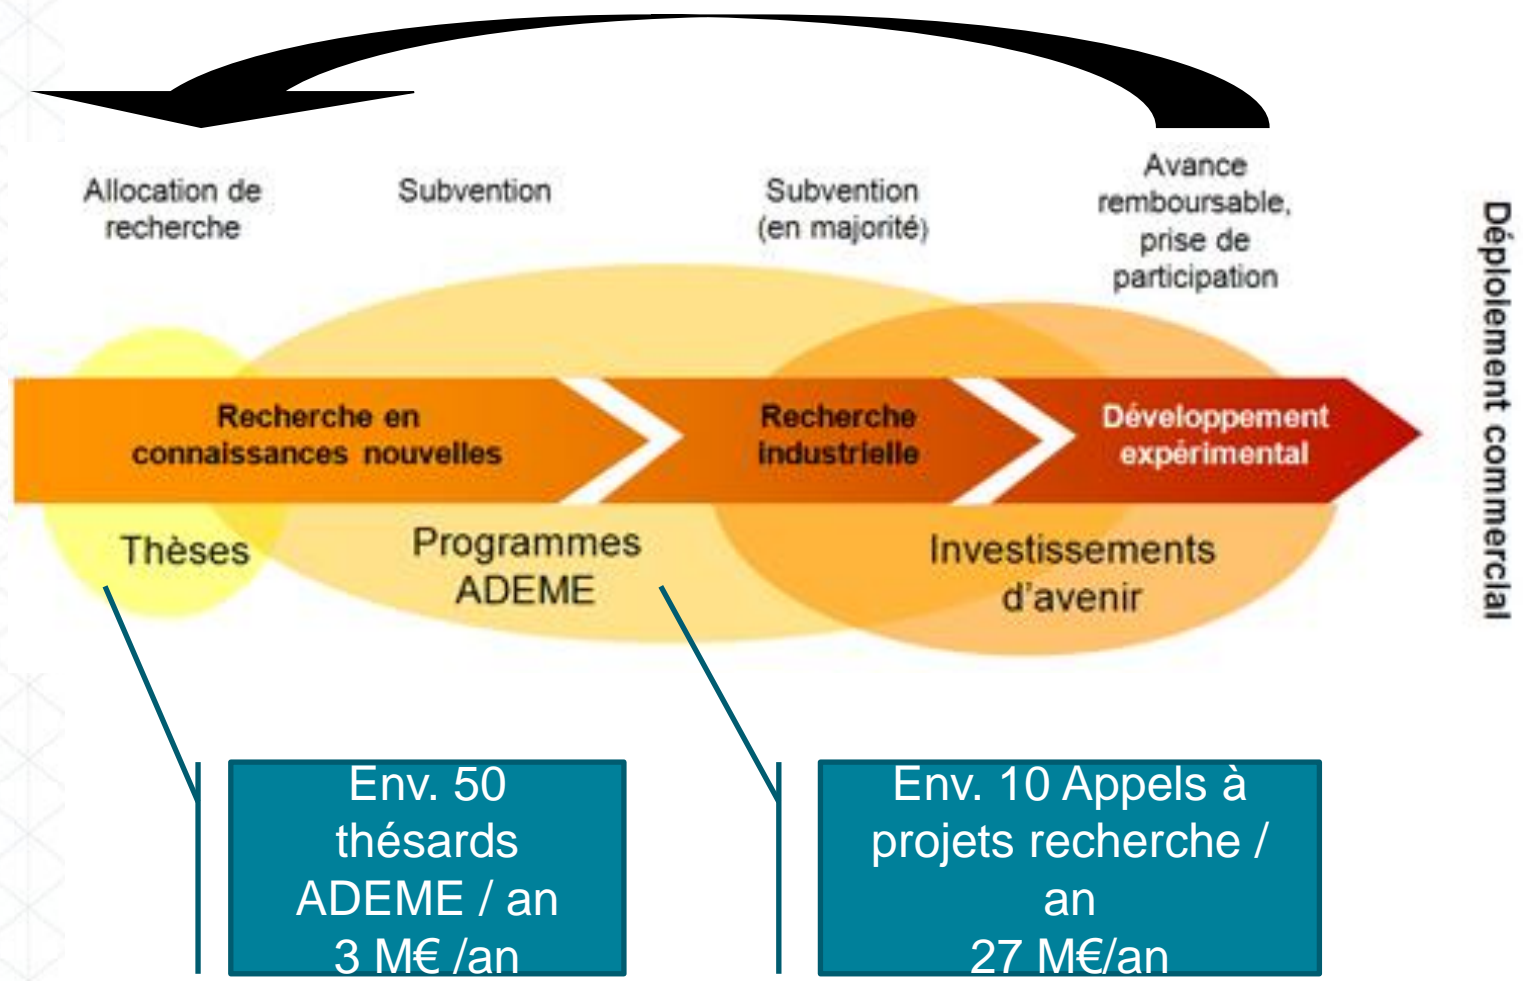 Allocation de
recherche
Subvention
Subvention
(en majorité)
Avance
remboursable,
prise de
participation
Recherche en
connaissances nouvelles
Recherche
industrielle
Développement
expérimental
Déploiement commercial
Thèses
Programmes
ADEME
Investissements
d'avenir
Env. 50
thésards
ADEME / an
3 M€ /an
Env. 10 Appels à
projets recherche /
an
27 M€/an